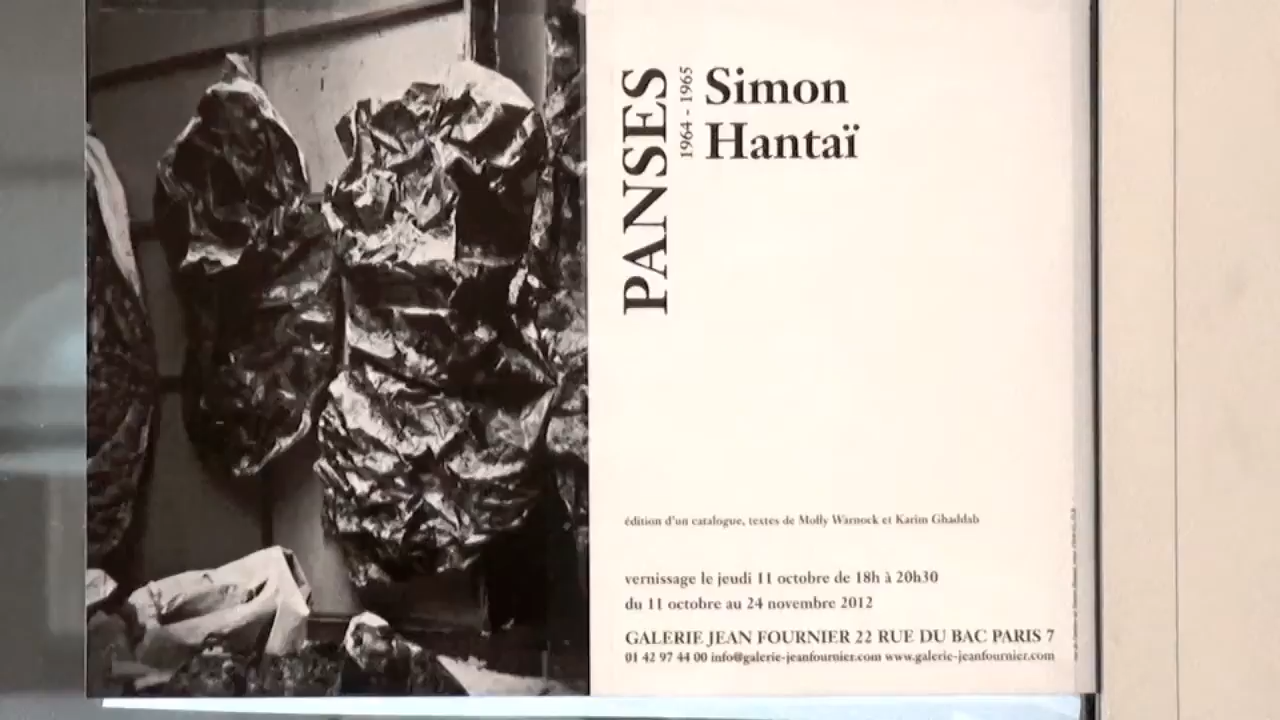 PANSES
1964 - 1965
Simon
Hantaï
édition d'un catalogue, textes de Molly Warnock et Karim Ghaddab
vernissage le jeudi 11 octobre de 18h à 20h30
du 11 octobre au 24 novembre 2012
GALERIE JEAN FOURNIER 22 RUE DU BAC PARIS 7
01 42 97 44 00 info@galerie-jeanfournier.com www.galerie-jeanfournier.com